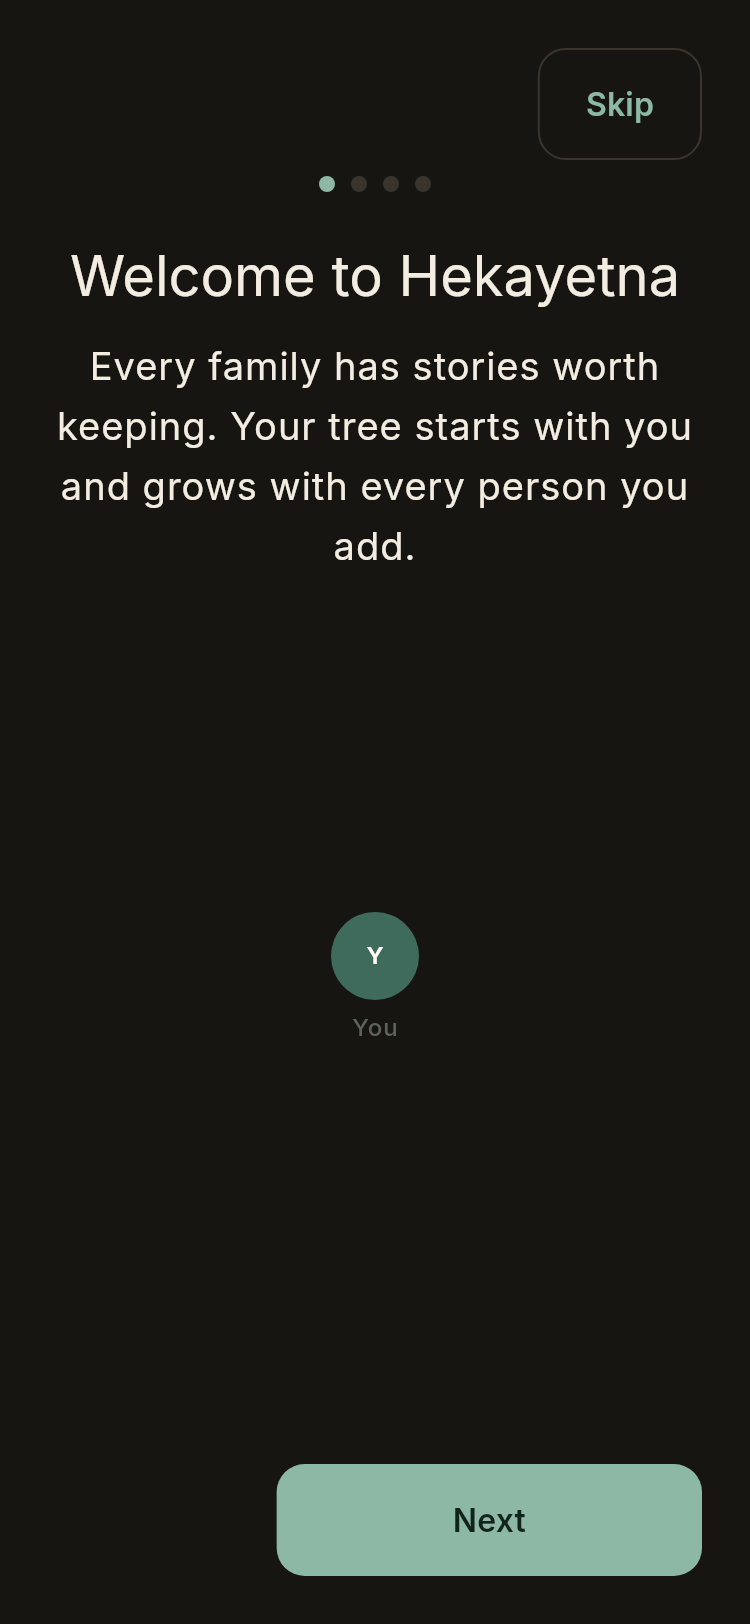 Skip
Welcome to Hekayetna
Every family has stories worth
keeping. Your tree starts with you
and grows with every person you
add.
Y
You
Next